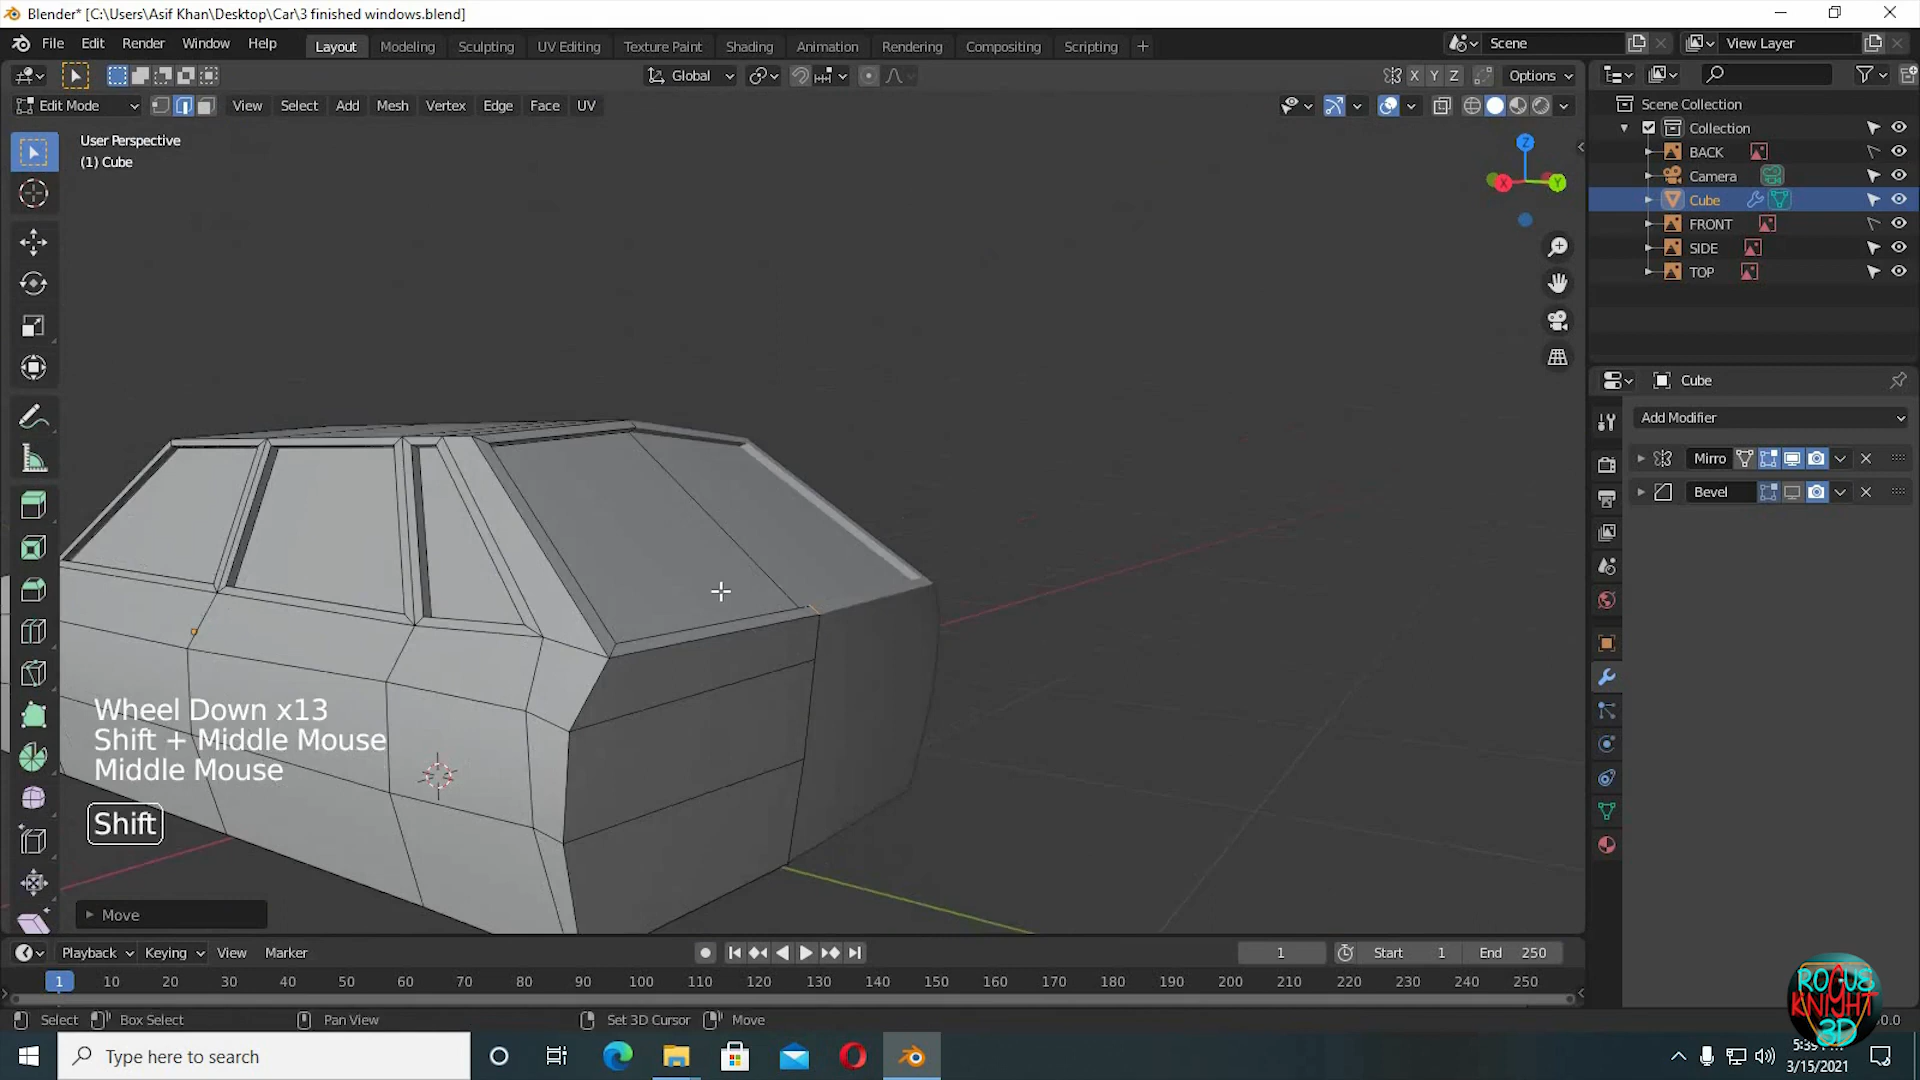 Blender* [C:\Users\Asif Khan\Desktop\Car\3 finished windows.blend]
File Edit Render Window Help Layout Modeling Sculpting UV Editing Texture Paint Shading Animation Rendering Compositing Scripting + Scene View Layer
Global X Y Z Options
Edit Mode View Select Add Mesh Vertex Edge Face UV
User Perspective
(1) Cube
Z
X
Y
Scene Collection
Collection
BACK
Camera
Cube
FRONT
SIDE
TOP
Cube
Add Modifier
Mirro
Bevel
Wheel Down x13
Shift + Middle Mouse
Middle Mouse
Shift
Move
Playback Keying View Marker 1 Start 1 End 250
1 10 20 30 40 50 60 70 80 90 100 110 120 130 140 150 160 170 180 190 200 210 220 230 240 250
Select Box Select Pan View Set 3D Cursor Move
ROGUE
KNIGHT
3D
Type here to search
3/15/2021